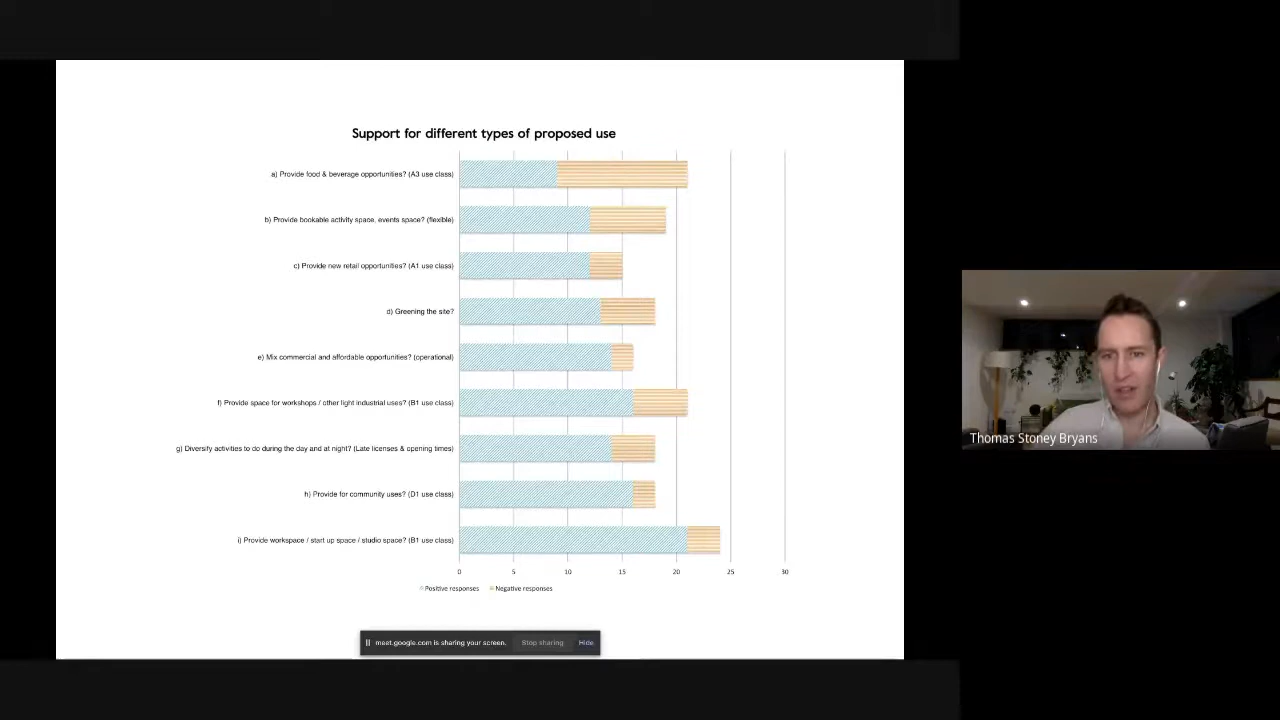 Support for different types of proposed use
a) Provide food & beverage opportunities? (A3 use class)
b) Provide bookable activity space, events space? (flexible)
c) Provide new retail opportunities? (A1 use class)
d) Greening the site?
e) Mix commercial and affordable opportunities? (operational)
f) Provide space for workshops / other light industrial uses? (B1 use class)
g) Diversify activities to do during the day and at night? (Late licenses & opening times)
h) Provide for community uses? (D1 use class)
i) Provide workspace / start up space / studio space? (B1 use class)
0 5 10 15 20 25 30
Positive responses Negative responses
meet.google.com is sharing your screen. Stop sharing Hide
Thomas Stoney Bryans